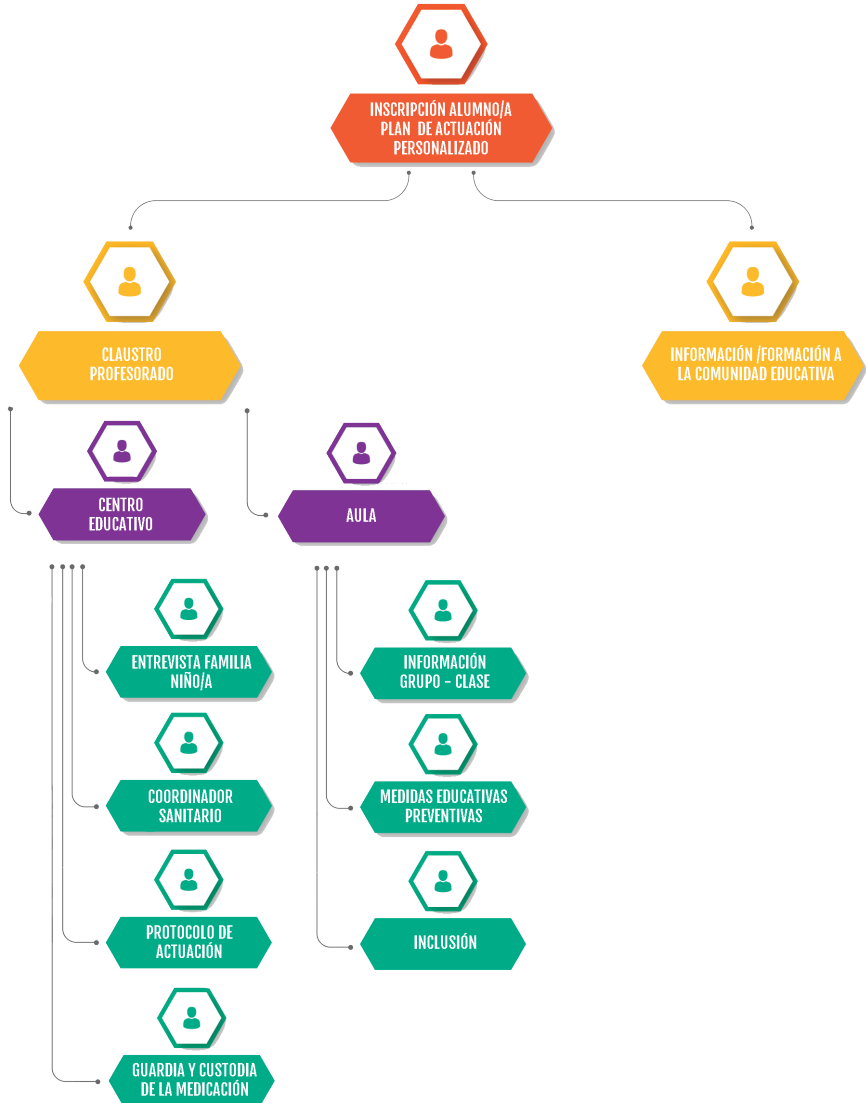 INSCRIPCIÓN ALUMNO/A
PLAN DE ACTUACIÓN
PERSONALIZADO
CLAUSTRO
PROFESORADO
INFORMACIÓN /FORMACIÓN A
LA COMUNIDAD EDUCATIVA
CENTRO
EDUCATIVO
AULA
ENTREVISTA FAMILIA
NIÑO/A
COORDINADOR
SANITARIO
PROTOCOLO DE
ACTUACIÓN
GUARDIA Y CUSTODIA
DE LA MEDICACIÓN
INFORMACIÓN
GRUPO - CLASE
MEDIDAS EDUCATIVAS
PREVENTIVAS
INCLUSIÓN